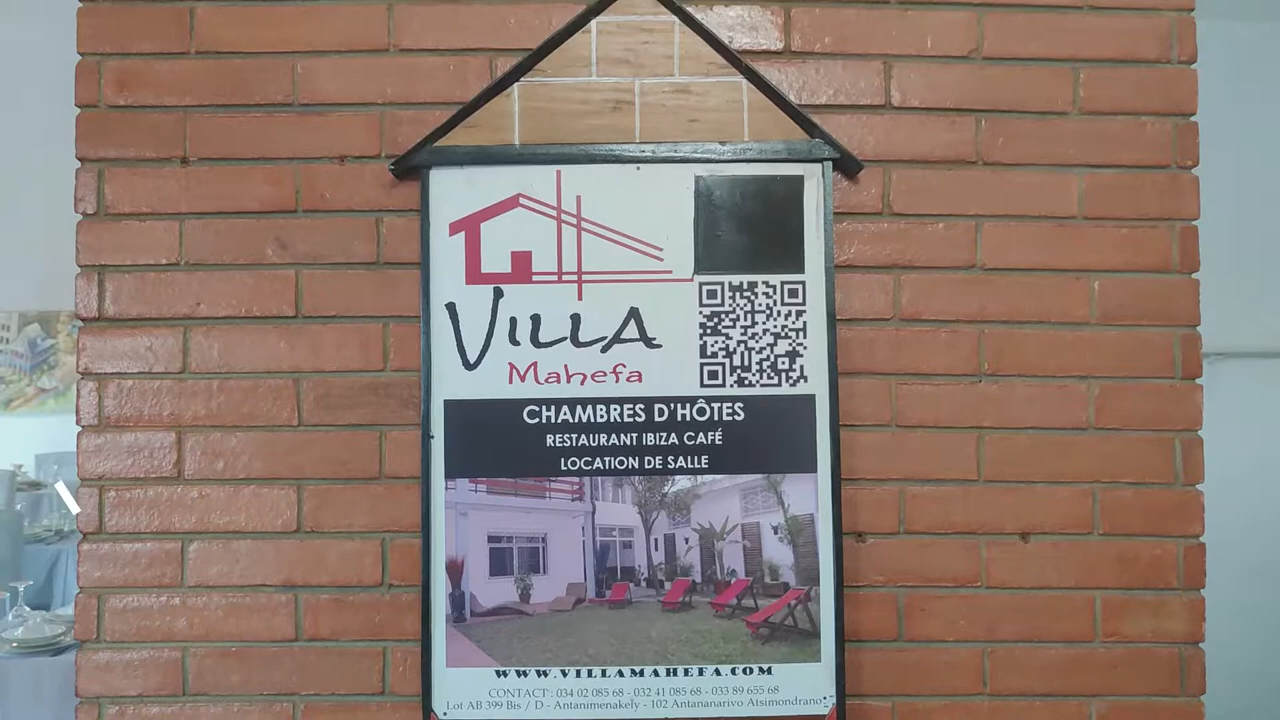 VILLA
Mahefa
CHAMBRES D'HÔTES
RESTAURANT IBIZA CAFÉ
LOCATION DE SALLE
WWW.VILLAMAHEFA.COM
CONTACT : 034 02 085 68 - 032 41 085 68 - 033 89 655 68
Lot AB 399 Bis / D - Antanimenakely - 102 Antananarivo Atsimondrano